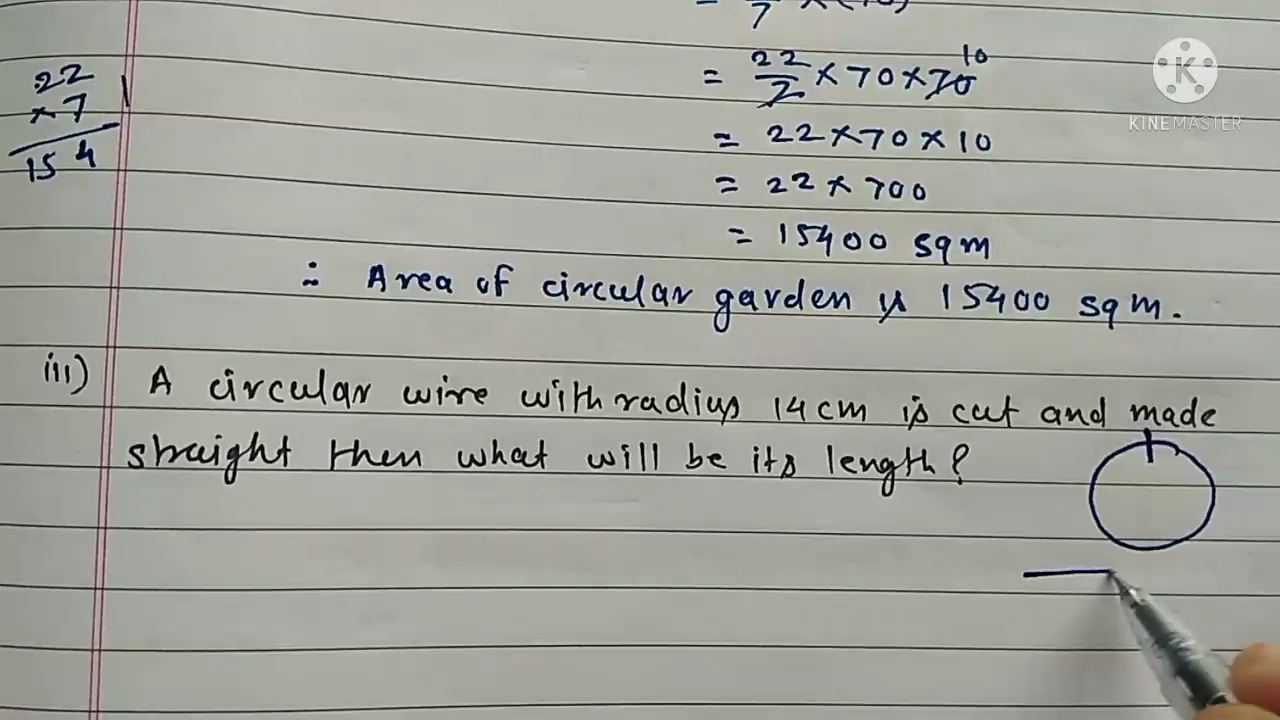 = 22/7 × 70 × 70 10
= 22 × 70 × 10
= 22 × 700
= 15400 sqm
∴ Area of circular garden is 15400 sqm.
22
×7
154
iii) A circular wire with radius 14 cm is cut and made
straight then what will be its length?
K
KINEMASTER